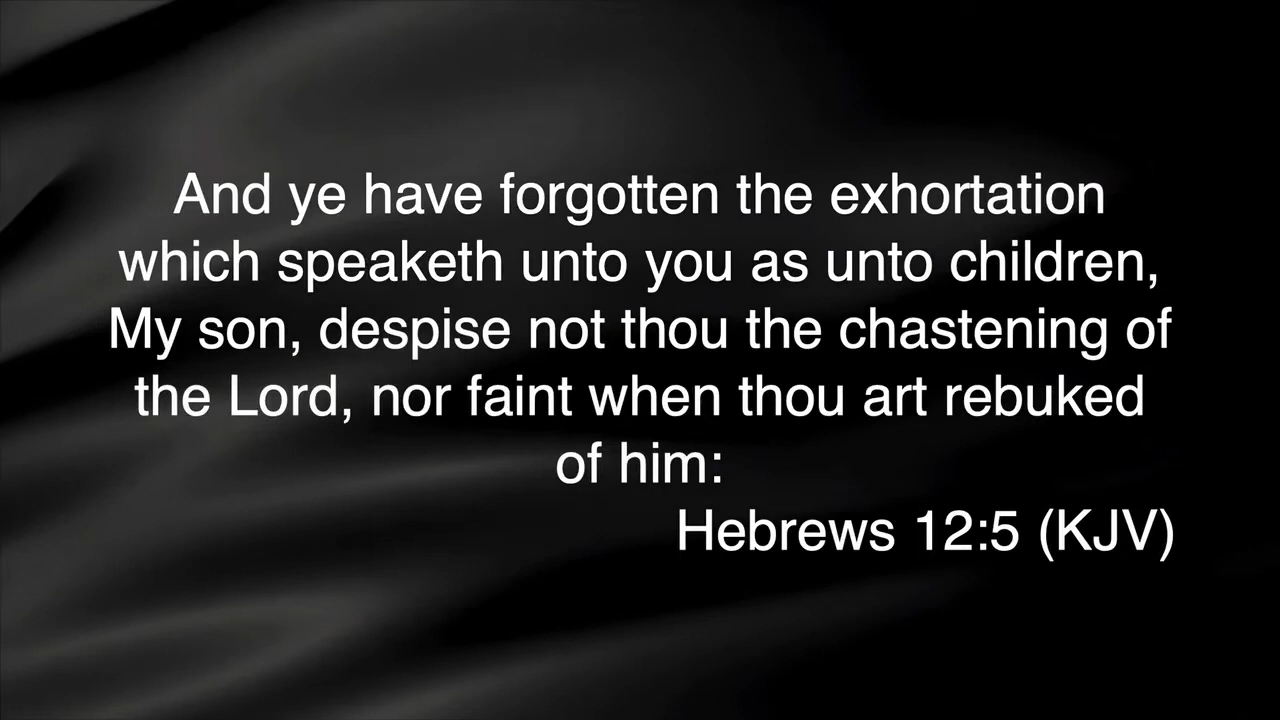 And ye have forgotten the exhortation
which speaketh unto you as unto children,
My son, despise not thou the chastening of
the Lord, nor faint when thou art rebuked
of him:
Hebrews 12:5 (KJV)